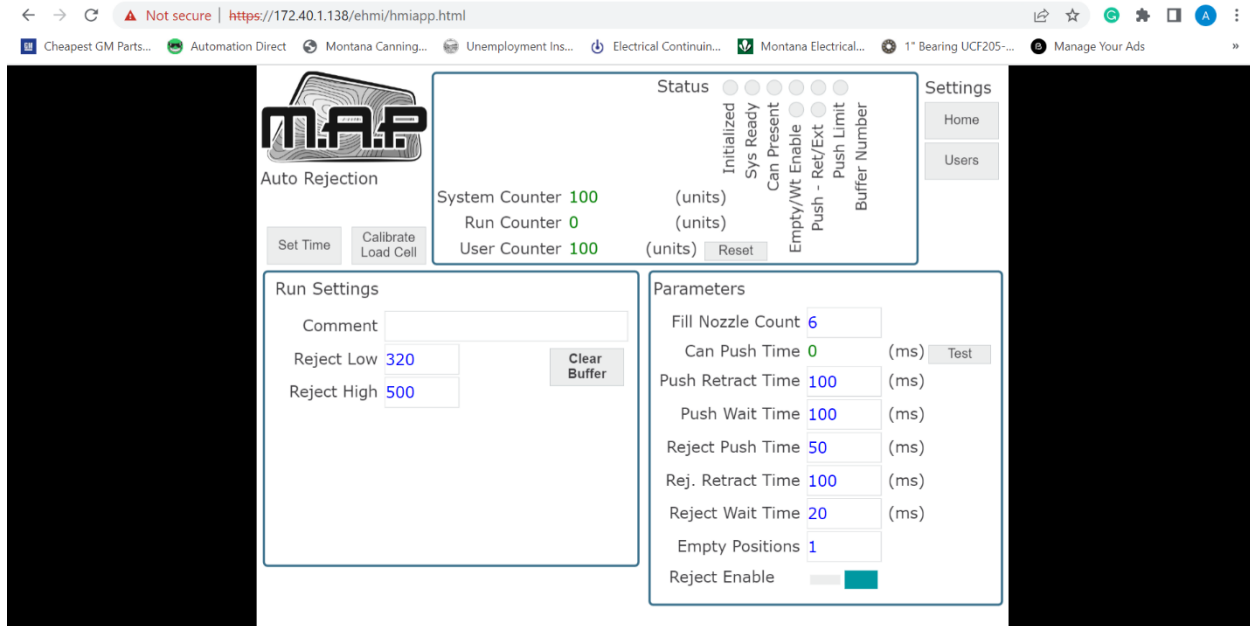 Not secure | https://172.40.1.138/ehmi/hmiapp.html
Cheapest GM Parts... Automation Direct Montana Canning... Unemployment Ins... Electrical Continuin... Montana Electrical... 1" Bearing UCF205-... Manage Your Ads »
M.A.P.
Auto Rejection
Set Time
Calibrate
Load Cell
Status
Initialized
Sys Ready
Can Present
Empty/Wt Enable
Push - Ret/Ext
Push Limit
Buffer Number
System Counter 100 (units)
Run Counter 0 (units)
User Counter 100 (units) Reset
Settings
Home
Users
Run Settings
Comment
Reject Low 320
Reject High 500
Clear
Buffer
Parameters
Fill Nozzle Count 6
Can Push Time 0 (ms) Test
Push Retract Time 100 (ms)
Push Wait Time 100 (ms)
Reject Push Time 50 (ms)
Rej. Retract Time 100 (ms)
Reject Wait Time 20 (ms)
Empty Positions 1
Reject Enable